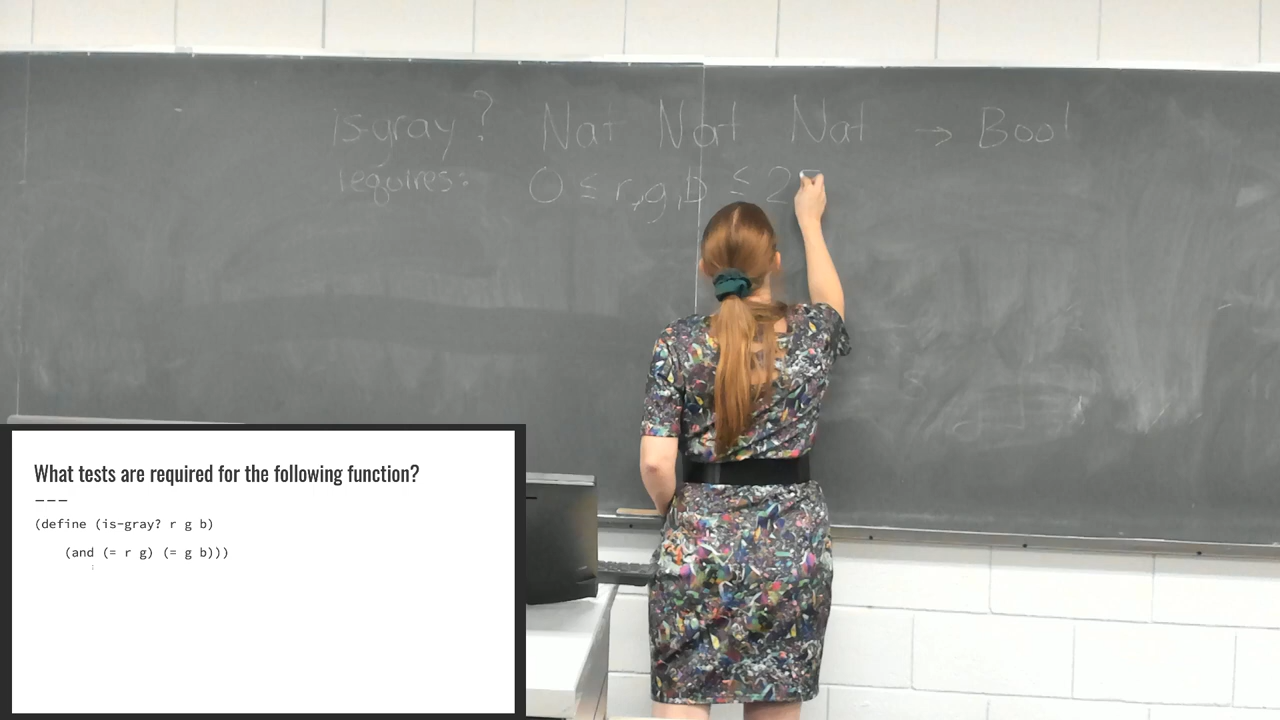 is-gray? Nat Nat Nat → Bool
requires: 0 ≤ r,g,b ≤ 2
What tests are required for the following function?
---
(define (is-gray? r g b)
(and (= r g) (= g b)))